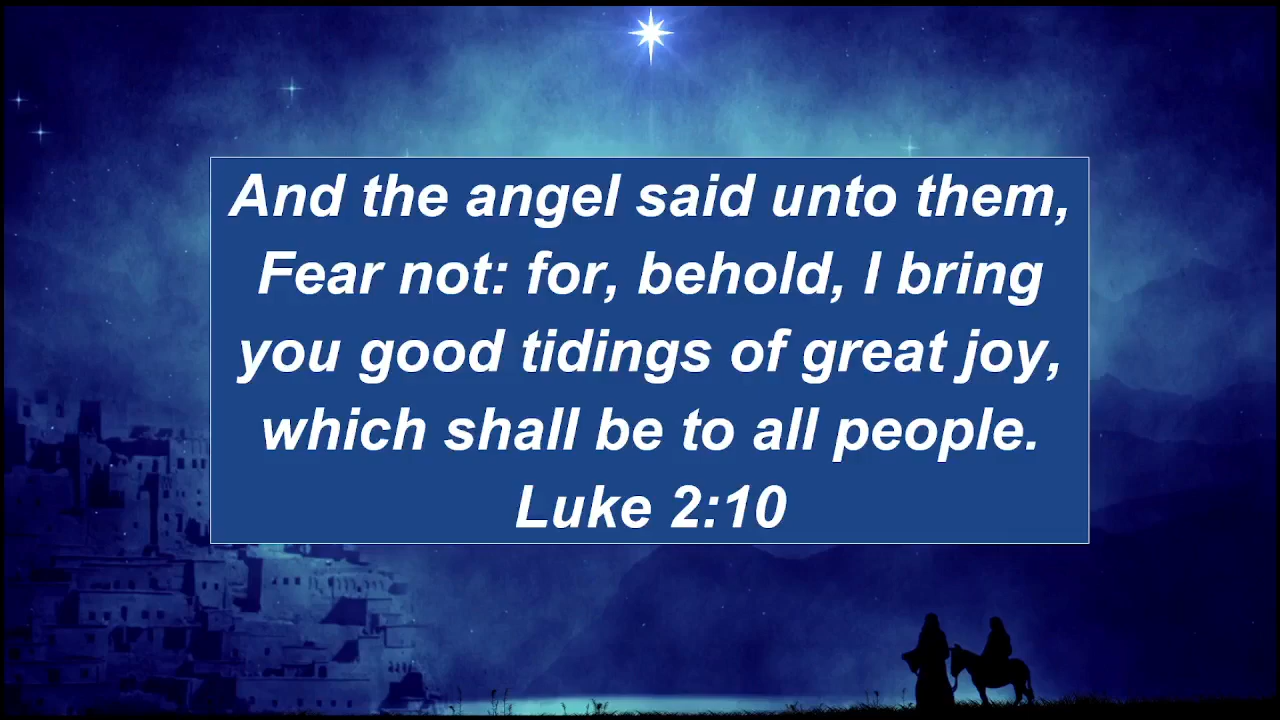 And the angel said unto them,
Fear not: for, behold, I bring
you good tidings of great joy,
which shall be to all people.
Luke 2:10